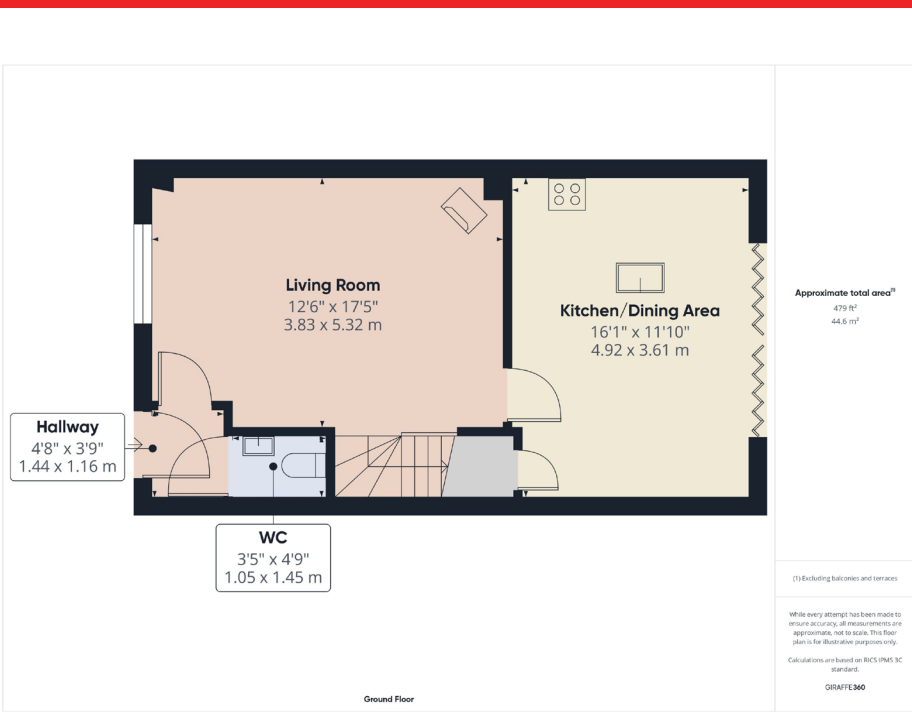 Living Room
12'6" x 17'5"
3.83 x 5.32 m
Kitchen/Dining Area
16'1" x 11'10"
4.92 x 3.61 m
Hallway
4'8" x 3'9"
1.44 x 1.16 m
WC
3'5" x 4'9"
1.05 x 1.45 m
Ground Floor
Approximate total area⁽¹⁾
479 ft²
44.6 m²
(1) Excluding balconies and terraces
While every attempt has been made to
ensure accuracy, all measurements are
approximate, not to scale. This floor
plan is for illustrative purposes only.
Calculations are based on RICS IPMS 3C
standard.
GIRAFFE360